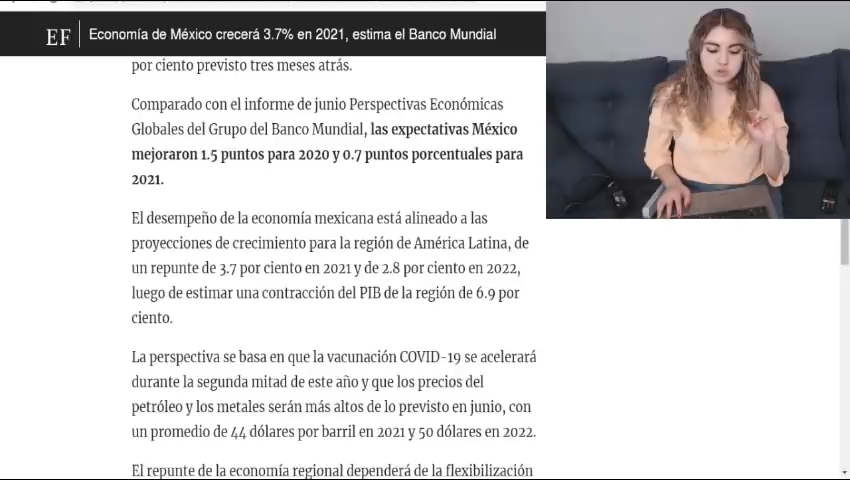 EF Economía de México crecerá 3.7% en 2021, estima el Banco Mundial
por ciento previsto tres meses atrás.
Comparado con el informe de junio Perspectivas Económicas
Globales del Grupo del Banco Mundial, las expectativas México
mejoraron 1.5 puntos para 2020 y 0.7 puntos porcentuales para
2021.
El desempeño de la economía mexicana está alineado a las
proyecciones de crecimiento para la región de América Latina, de
un repunte de 3.7 por ciento en 2021 y de 2.8 por ciento en 2022,
luego de estimar una contracción del PIB de la región de 6.9 por
ciento.
La perspectiva se basa en que la vacunación COVID-19 se acelerará
durante la segunda mitad de este año y que los precios del
petróleo y los metales serán más altos de lo previsto en junio, con
un promedio de 44 dólares por barril en 2021 y 50 dólares en 2022.
El repunte de la economía regional dependerá de la flexibilización